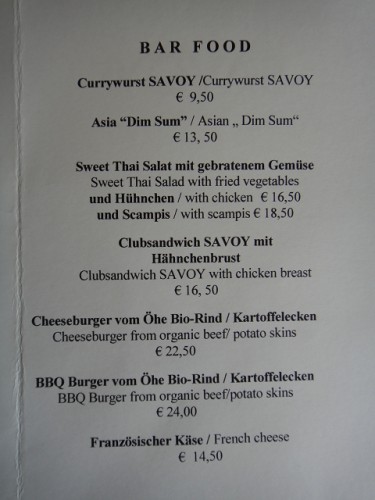 BAR FOOD
Currywurst SAVOY /Currywurst SAVOY
€ 9,50
Asia “Dim Sum” / Asian „ Dim Sum“
€ 13, 50
Sweet Thai Salat mit gebratenem Gemüse
Sweet Thai Salad with fried vegetables
und Hühnchen / with chicken € 16,50
und Scampis / with scampis € 18,50
Clubsandwich SAVOY mit
Hähnchenbrust
Clubsandwich SAVOY with chicken breast
€ 16, 50
Cheeseburger vom Öhe Bio-Rind / Kartoffelecken
Cheeseburger from organic beef/ potato skins
€ 22,50
BBQ Burger vom Öhe Bio-Rind / Kartoffelecken
BBQ Burger from organic beef/potato skins
€ 24,00
Französischer Käse / French cheese
€ 14,50